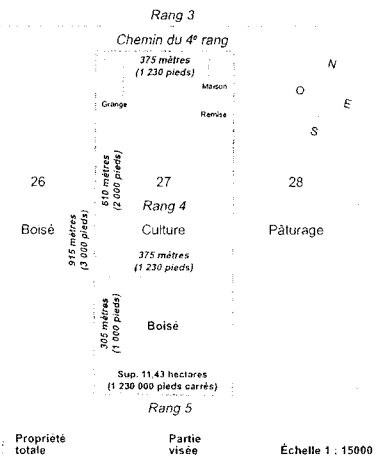 Rang 3
Chemin du 4e rang
375 mètres
(1 230 pieds)
N
O
E
S
Maison
Grange
Remise
610 mètres
(2 000 pieds)
26
27
28
Rang 4
Boisé
Culture
Pâturage
915 mètres
(3 000 pieds)
375 mètres
(1 230 pieds)
305 mètres
(1 000 pieds)
Boisé
Sup. 11,43 hectares
(1 230 000 pieds carrés)
Rang 5
Propriété
totale
Partie
visée
Échelle 1 : 15000